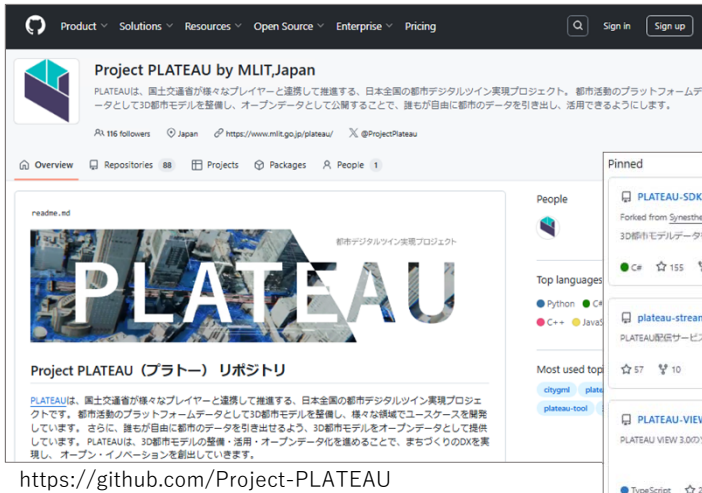 Product Solutions Resources Open Source Enterprise Pricing Sign in Sign up
Project PLATEAU by MLIT,Japan
PLATEAUは、国土交通省が様々なプレイヤーと連携して推進する、日本全国の都市デジタルツイン実現プロジェクト。 都市活動のプラットフォームデ
ータとして3D都市モデルを整備し、オープンデータとして公開することで、誰もが自由に都市のデータを引き出し、活用できるようにします。
116 followers Japan https://www.mlit.go.jp/plateau/ @ProjectPlateau
Overview Repositories 88 Projects Packages People 1
readme.md
都市デジタルツイン実現プロジェクト
PLATEAU
Project PLATEAU（プラトー） リポジトリ
PLATEAUは、国土交通省が様々なプレイヤーと連携して推進する、日本全国の都市デジタルツイン実現プロジェ
クトです。 都市活動のプラットフォームデータとして3D都市モデルを整備し、様々な領域でユースケースを開発
しています。 さらに、誰もが自由に都市のデータを引き出せるよう、3D都市モデルをオープンデータとして提供
しています。 PLATEAUは、3D都市モデルの整備・活用・オープンデータ化を進めることで、まちづくりのDXを実
現し、オープン・イノベーションを創出していきます。
People
Top languages
Python C#
C++ JavaS
Most used top
citygml plate
plateau-tool
Pinned
PLATEAU-SDK
Forked from Synesthe
3D都市モデルデータ
C# 155
plateau-strean
PLATEAU配信サービス
57 10
PLATEAU-VIEW
PLATEAU VIEW 3.0の
TypeScript 2
https://github.com/Project-PLATEAU